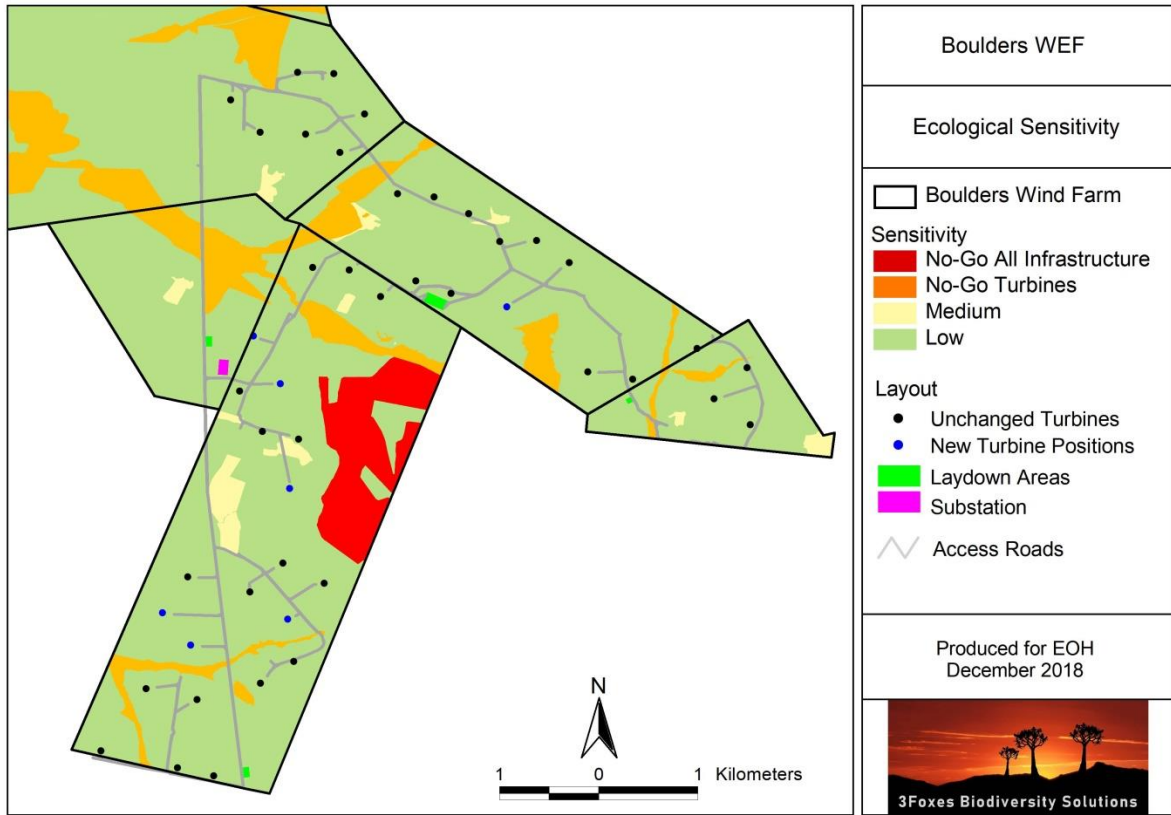 Boulders WEF
Ecological Sensitivity
Boulders Wind Farm
Sensitivity
No-Go All Infrastructure
No-Go Turbines
Medium
Low
Layout
Unchanged Turbines
New Turbine Positions
Laydown Areas
Substation
Access Roads
N
1 0 1 Kilometers
Produced for EOH
December 2018
3Foxes Biodiversity Solutions